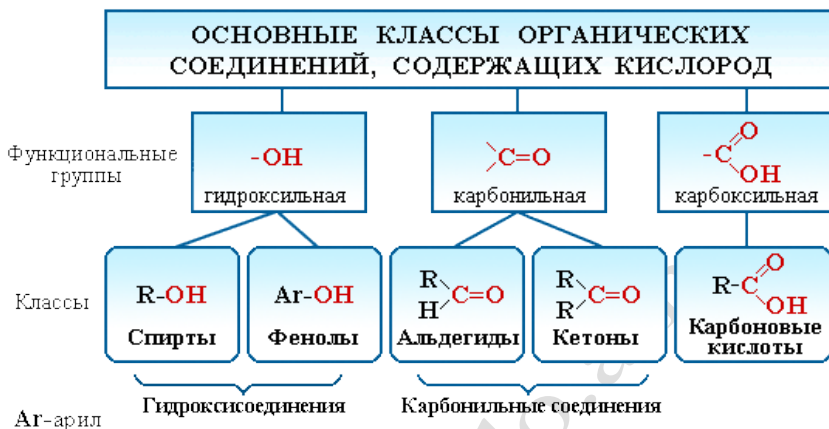 ОСНОВНЫЕ КЛАССЫ ОРГАНИЧЕСКИХ
СОЕДИНЕНИЙ, СОДЕРЖАЩИХ КИСЛОРОД
Функциональные
группы
-OH
гидроксильная
C=O
карбонильная
-C
O
OH
карбоксильная
Классы
R-OH
Спирты
Ar-OH
Фенолы
R
H
C=O
Альдегиды
R
R
C=O
Кетоны
R-C
O
OH
Карбоновые
кислоты
Гидроксисоединения
Карбонильные соединения
Ar-арил